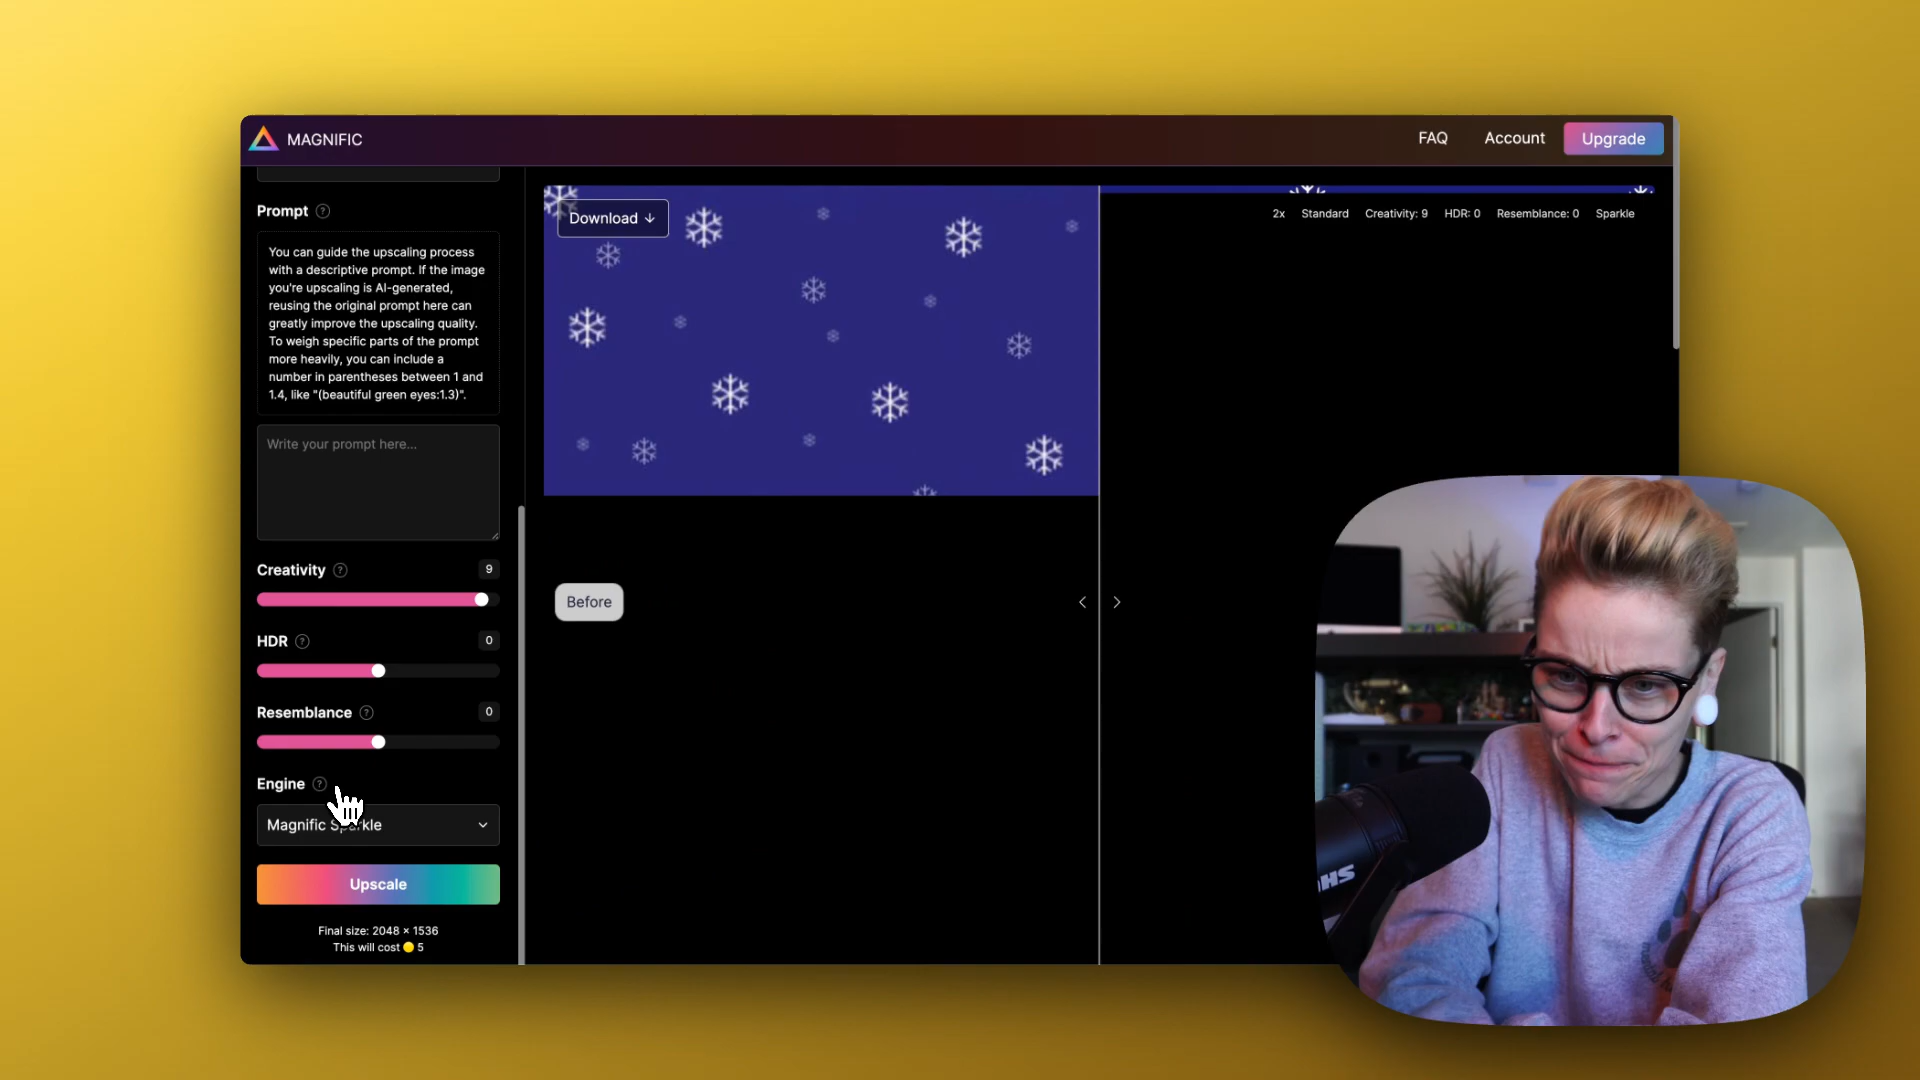 MAGNIFIC
FAQ
Account
Upgrade
Prompt ?
You can guide the upscaling process
with a descriptive prompt. If the image
you're upscaling is AI-generated,
reusing the original prompt here can
greatly improve the upscaling quality.
To weigh specific parts of the prompt
more heavily, you can include a
number in parentheses between 1 and
1.4, like "(beautiful green eyes:1.3)".
Write your prompt here...
Creativity ? 9
HDR ? 0
Resemblance ? 0
Engine ?
Magnific Sparkle
Upscale
Final size: 2048 × 1536
This will cost 5
Download ↓
2x Standard Creativity: 9 HDR: 0 Resemblance: 0 Sparkle
Before